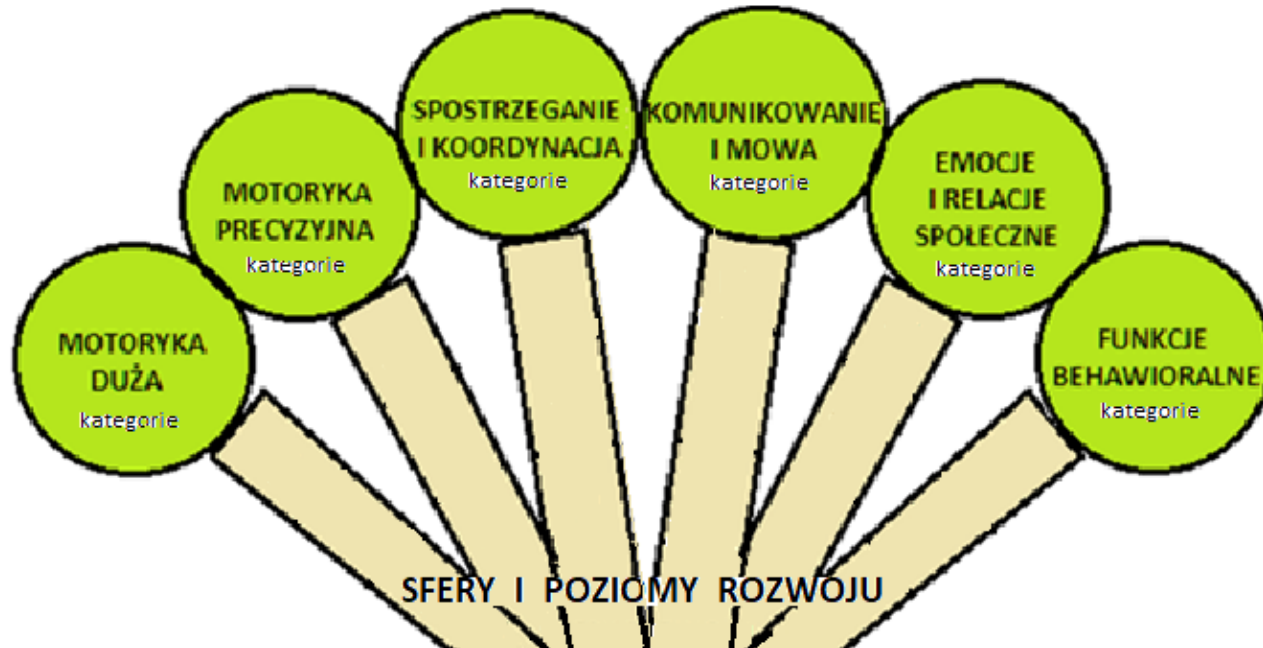 MOTORYKA
DUŻA
kategorie
MOTORYKA
PRECYZYJNA
kategorie
SPOSTRZEGANIE
I KOORDYNACJA
kategorie
KOMUNIKOWANIE
I MOWA
kategorie
EMOCJE
I RELACJE
SPOŁECZNE
kategorie
FUNKCJE
BEHAWIORALNE
kategorie
SFERY I POZIOMY ROZWOJU